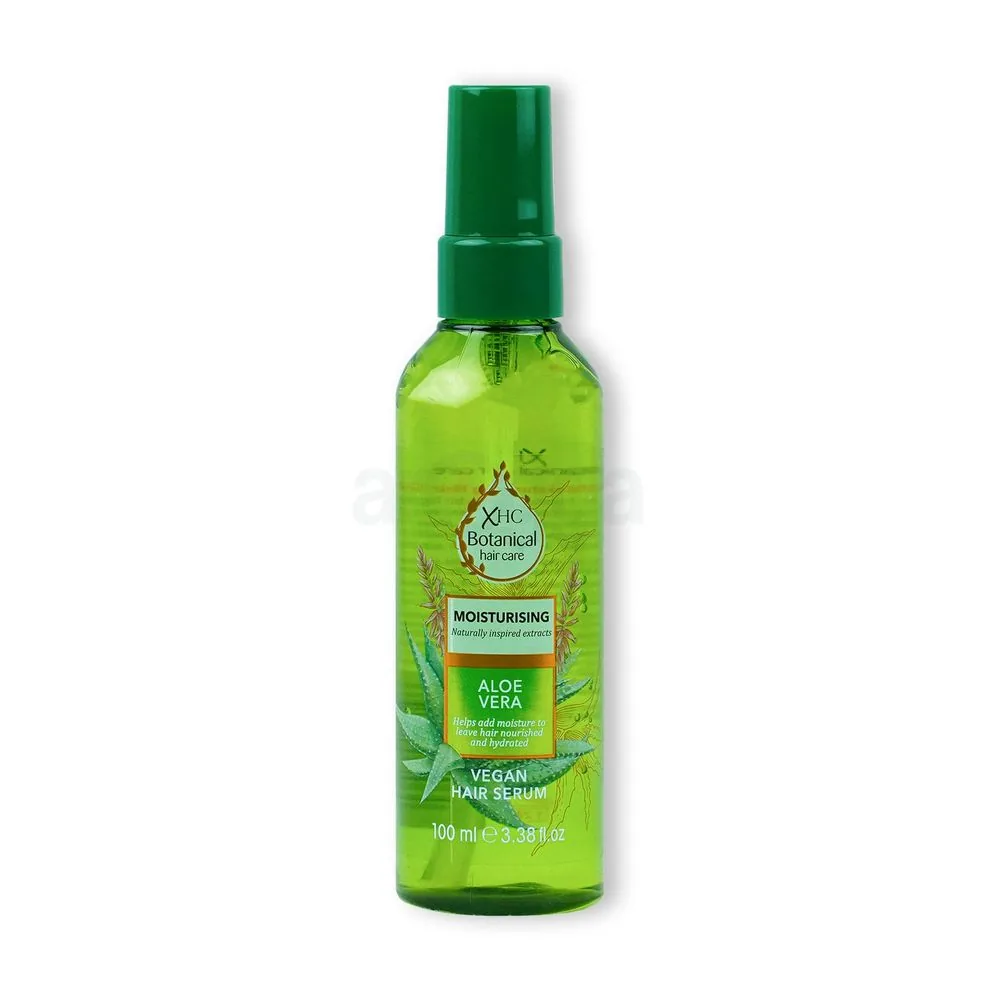 XHC
Botanical
hair care
MOISTURISING
Naturally inspired extracts
ALOE
VERA
Helps add moisture to
leave hair nourished
and hydrated
VEGAN
HAIR SERUM
100 ml ℮ 3.38 fl.oz